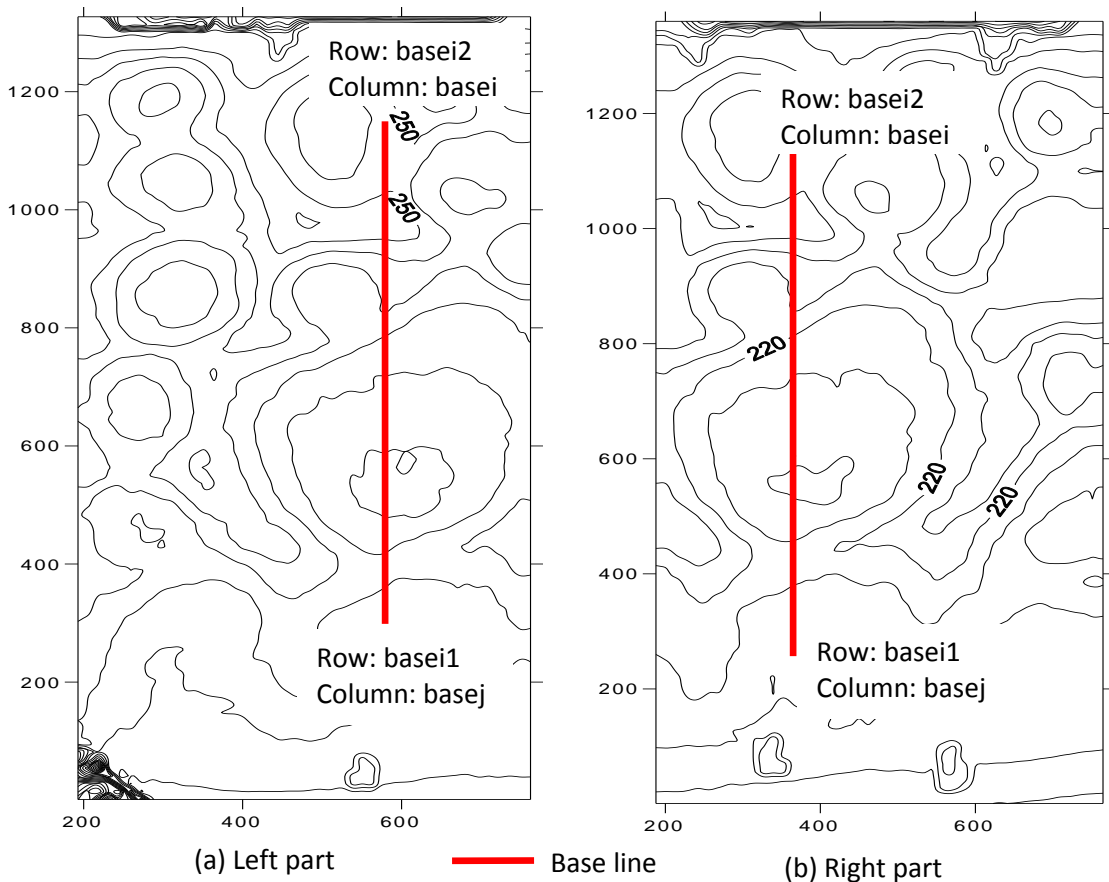 Row: basei2
Column: basei
250
250
1200
1000
800
600
400
200
Row: basei1
Column: basej
200
400
600
(a) Left part
Row: basei2
Column: basei
220
220
220
1200
1000
800
600
400
200
Row: basei1
Column: basej
200
400
600
(b) Right part
Base line